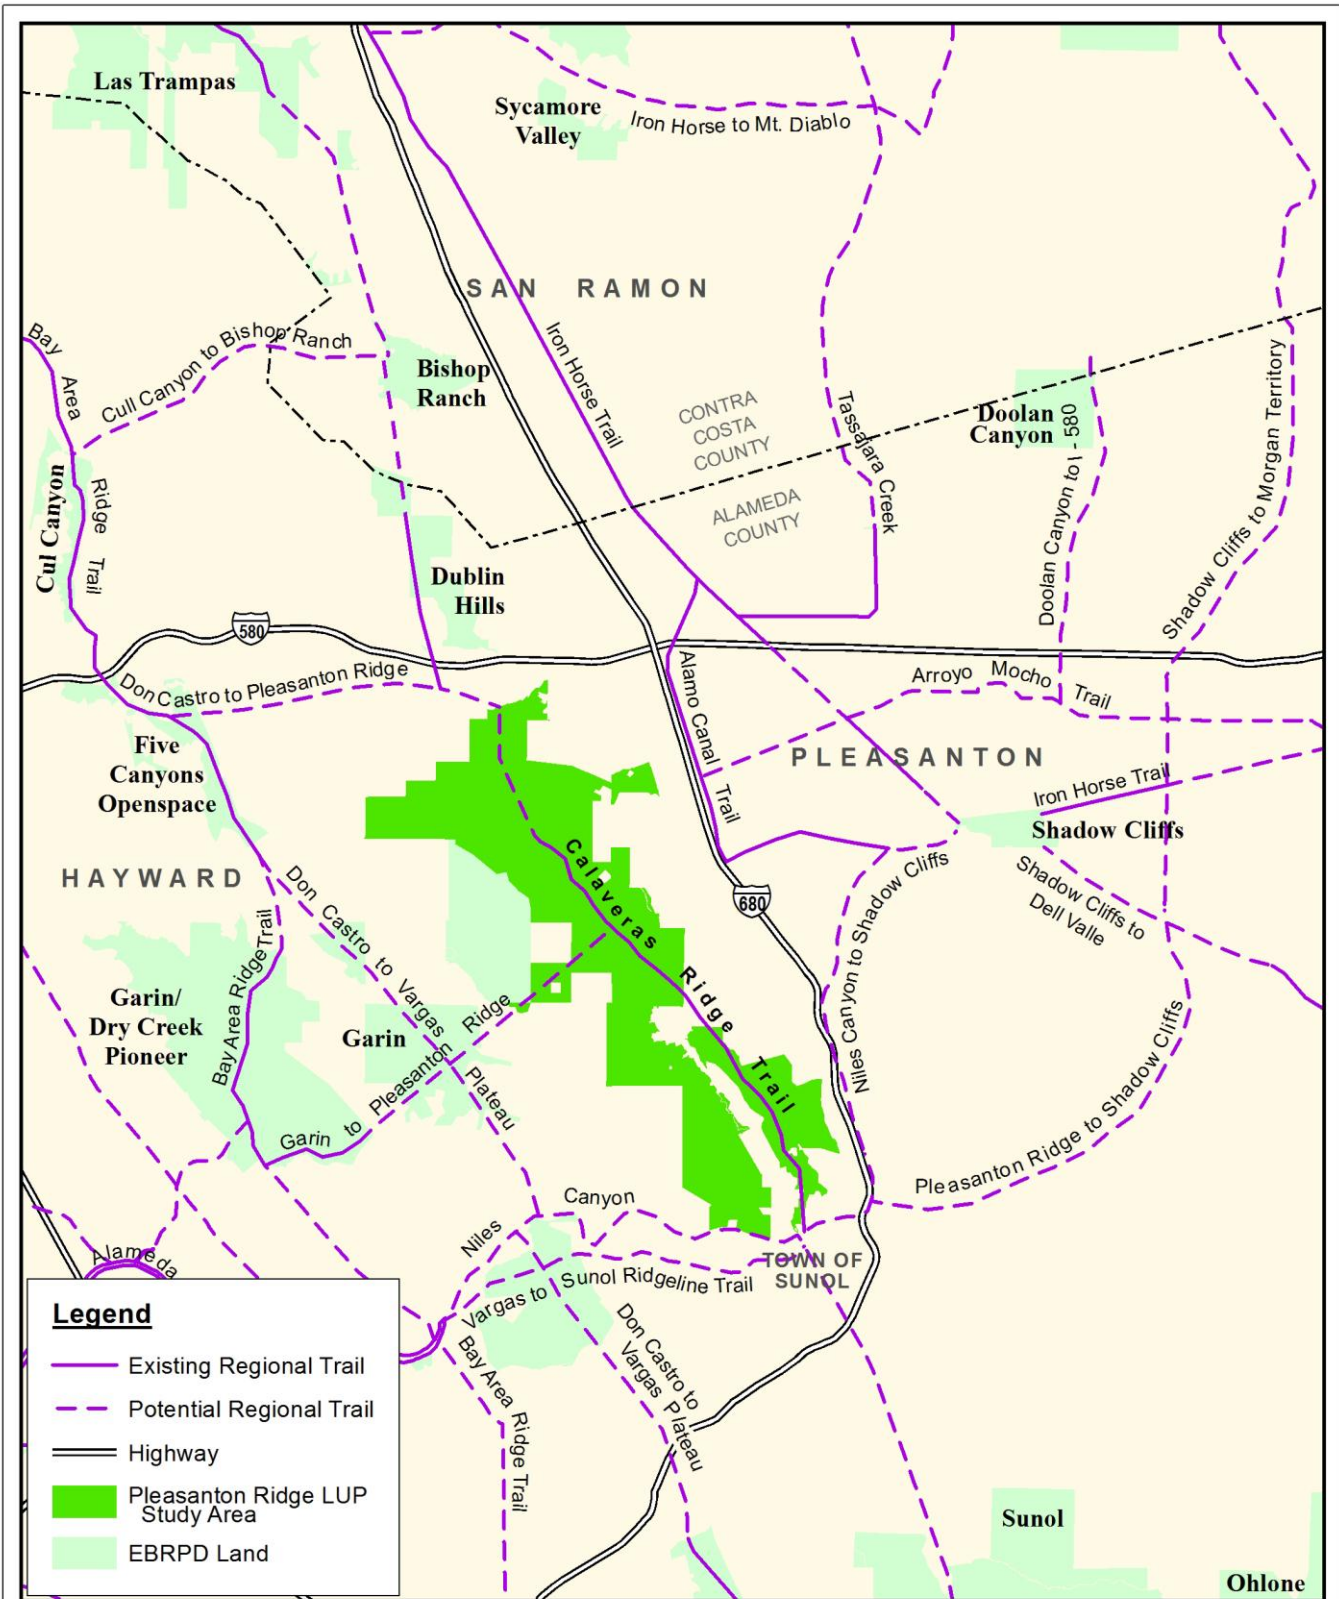 Las Trampas
Sycamore
Valley
Iron Horse to Mt. Diablo
SAN RAMON
Bay Area Ridge Trail
Cull Canyon to Bishop Ranch
Bishop
Ranch
Iron Horse Trail
CONTRA
COSTA
COUNTY
Tassajara Creek
Doolan
Canyon
Doolan Canyon to I - 580
Shadow Cliffs to Morgan Territory
Cul Canyon
ALAMEDA
COUNTY
Dublin
Hills
580
Don Castro to Pleasanton Ridge
Alamo Canal Trail
Arroyo Mocho Trail
Five
Canyons
Openspace
PLEASANTON
Iron Horse Trail
Shadow Cliffs
HAYWARD
Calaveras Ridge Trail
Don Castro to Vargas Plateau
680
Niles Canyon to Shadow Cliffs
Shadow Cliffs to
Dell Valle
Bay Area Ridge Trail
Garin/
Dry Creek
Pioneer
Garin
Garin to Pleasanton Ridge
Pleasanton Ridge to Shadow Cliffs
Niles Canyon
Alameda
Vargas to Sunol Ridgeline Trail
TOWN OF
SUNOL
Don Castro to
Vargas Plateau
Bay Area Ridge Trail
Legend
Existing Regional Trail
Potential Regional Trail
Highway
Pleasanton Ridge LUP
Study Area
EBRPD Land
Sunol
Ohlone